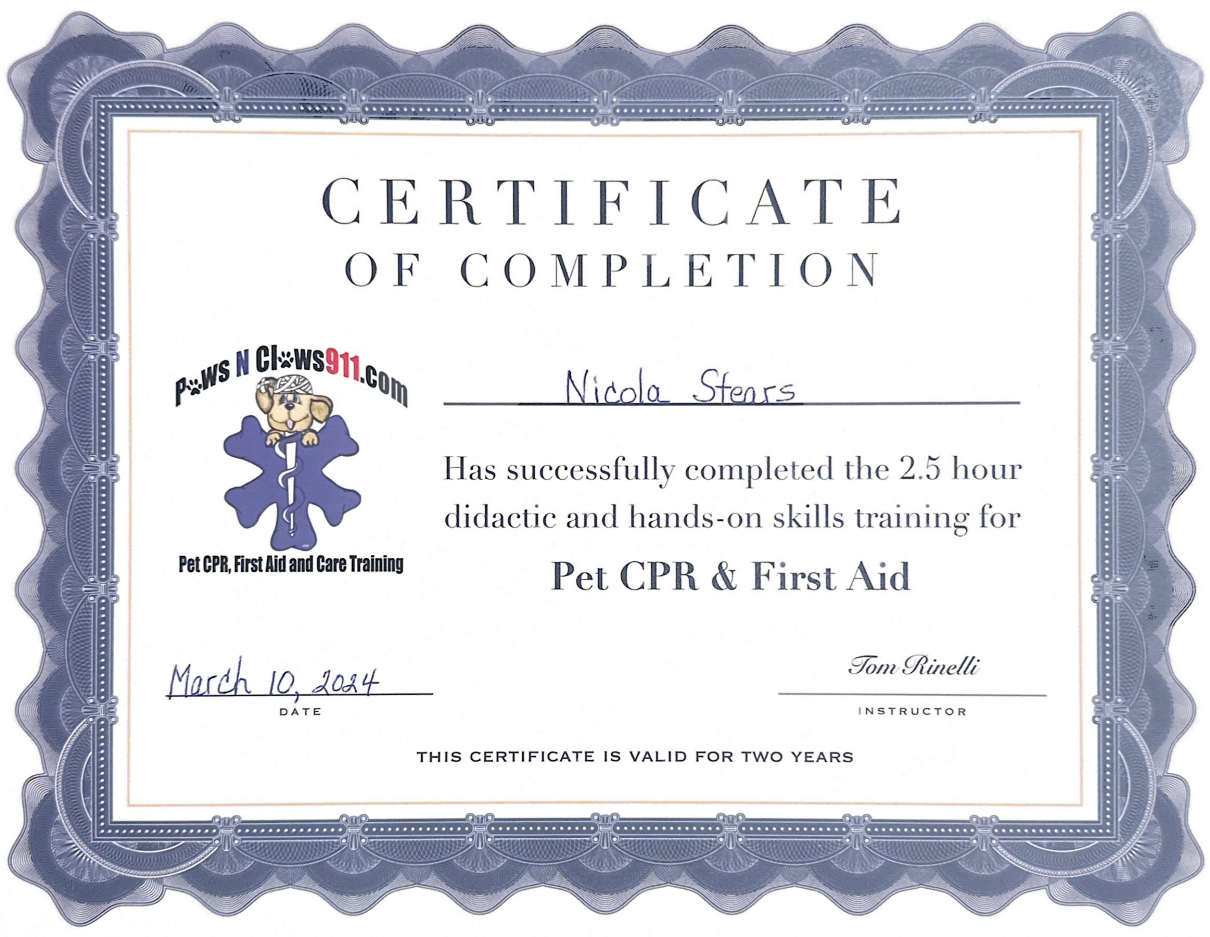 CERTIFICATE
OF COMPLETION
Paws N Claws911.com
Pet CPR, First Aid and Care Training
Nicola Stears
Has successfully completed the 2.5 hour
didactic and hands-on skills training for
Pet CPR & First Aid
March 10, 2024
DATE
Tom Rinelli
INSTRUCTOR
THIS CERTIFICATE IS VALID FOR TWO YEARS